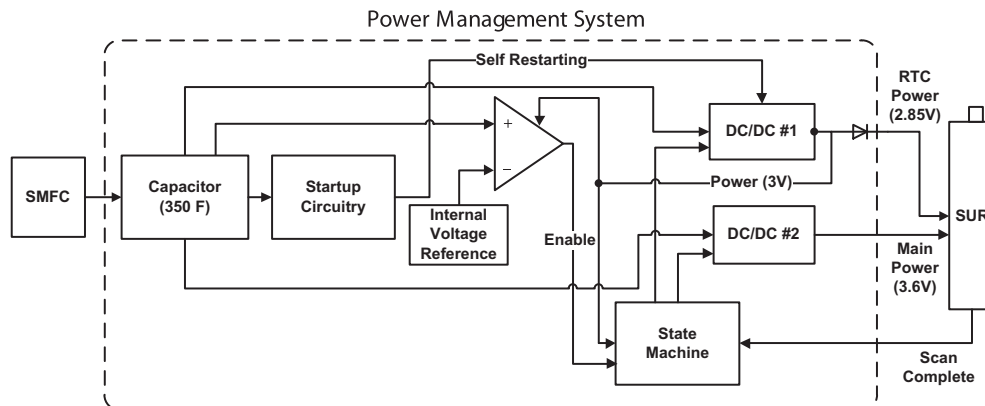 Power Management System
Self Restarting
RTC
Power
(2.85V)
+
DC/DC #1
SMFC
Capacitor
(350 F)
Startup
Circuitry
−
Power (3V)
Internal
Voltage
Reference
Enable
DC/DC #2
SUR
Main
Power
(3.6V)
State
Machine
Scan
Complete